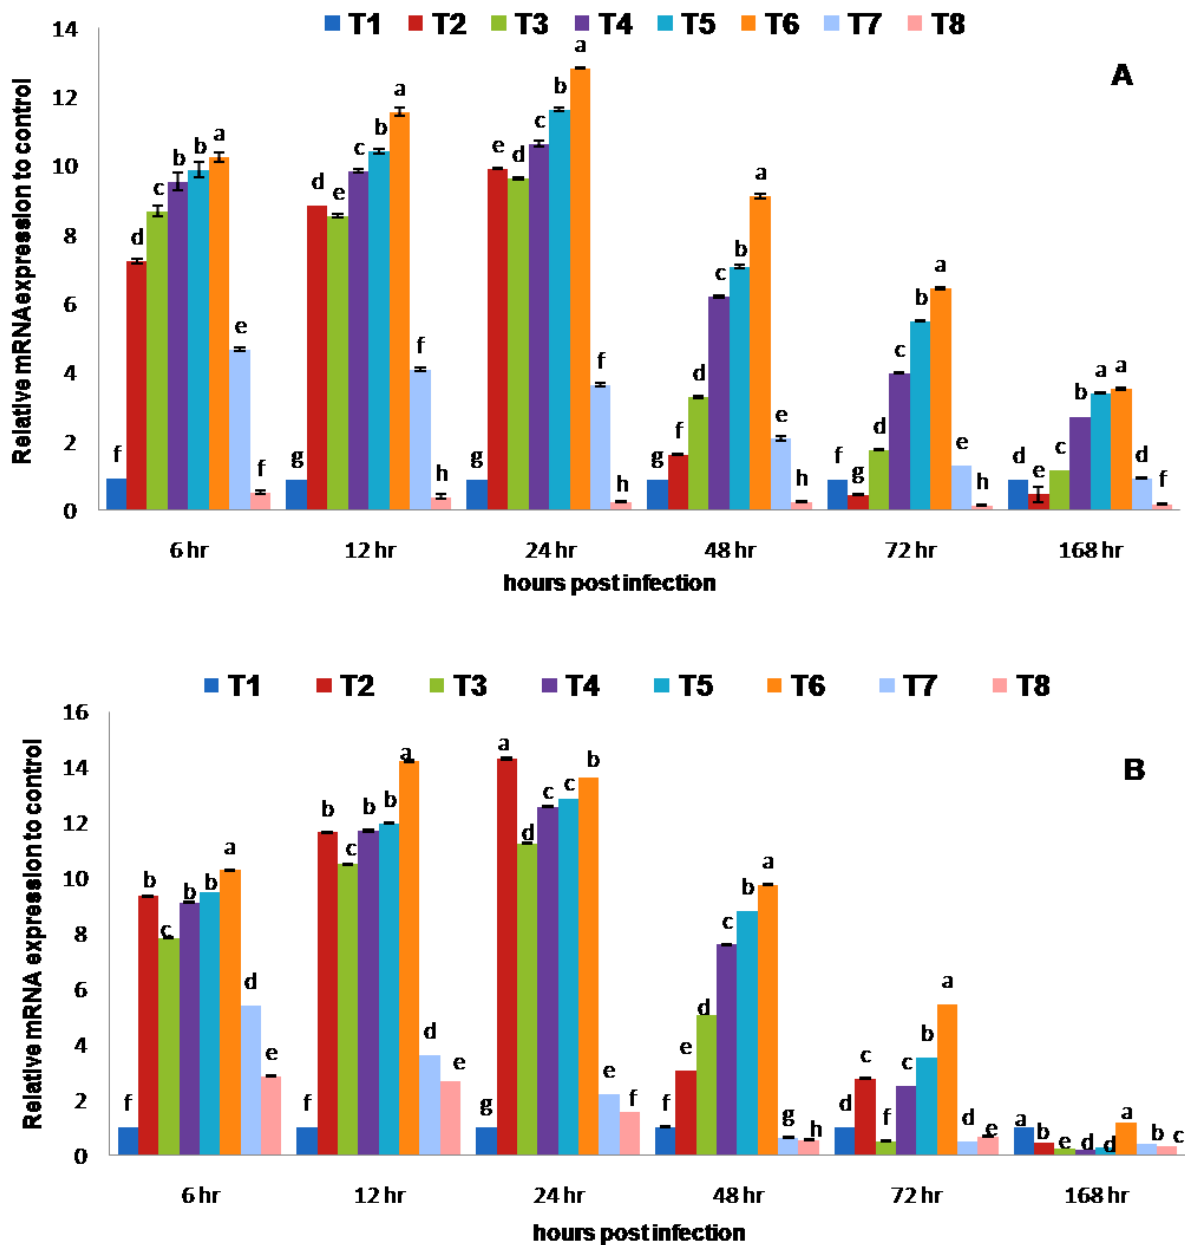 T1 T2 T3 T4 T5 T6 T7 T8
A
Relative mRNA expression to control
14
12
10
8
6
4
2
0
f d c b b a e f
g d e c b a f h
g e d c b a f h
g f d c b a e h
f g d c b a e h
d e c b a a d f
6 hr 12 hr 24 hr 48 hr 72 hr 168 hr
hours post infection
T1 T2 T3 T4 T5 T6 T7 T8
B
Relative mRNA expression to control
16
14
12
10
8
6
4
2
0
f b c b b a d e
f b c b b a d e
g a d c c b e f
f e d c b a g h
d c f c b a d e
a b e d d a b c
6 hr 12 hr 24 hr 48 hr 72 hr 168 hr
hours post infection